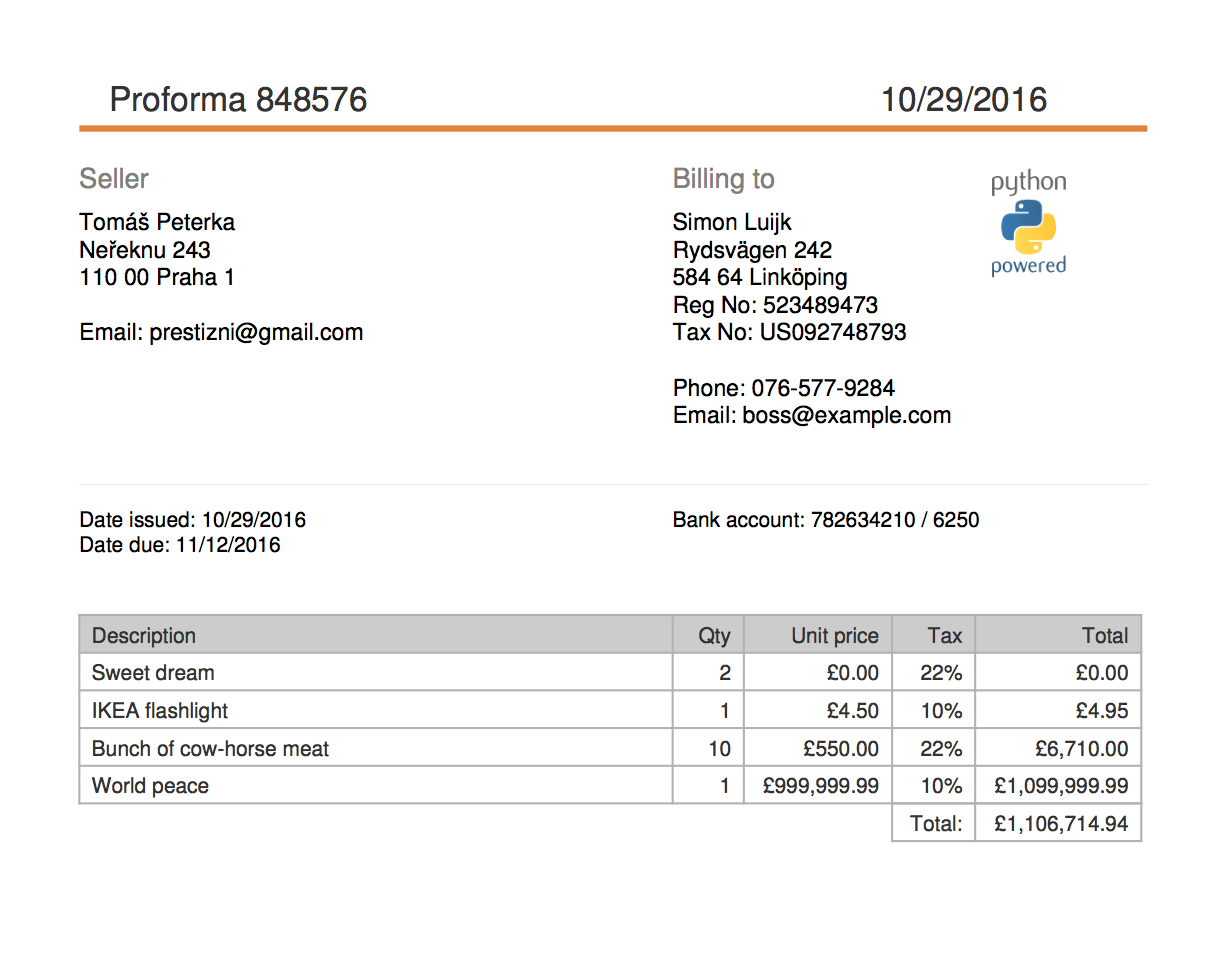 Proforma 848576 10/29/2016
Seller
Tomáš Peterka
Neřeknu 243
110 00 Praha 1
Email: prestizni@gmail.com
Billing to
Simon Luijk
Rydsvägen 242
584 64 Linköping
Reg No: 523489473
Tax No: US092748793
Phone: 076-577-9284
Email: boss@example.com
python
powered
Date issued: 10/29/2016
Date due: 11/12/2016
Bank account: 782634210 / 6250
Description Qty Unit price Tax Total
Sweet dream 2 £0.00 22% £0.00
IKEA flashlight 1 £4.50 10% £4.95
Bunch of cow-horse meat 10 £550.00 22% £6,710.00
World peace 1 £999,999.99 10% £1,099,999.99
Total: £1,106,714.94